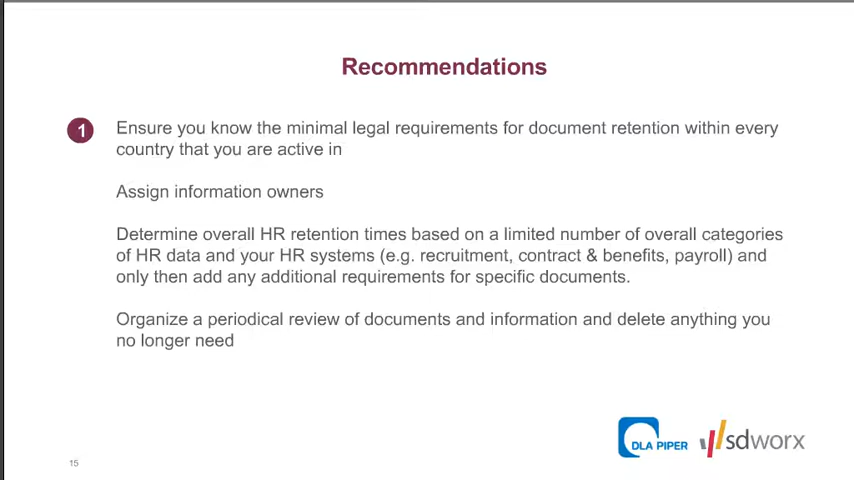 Recommendations
1
Ensure you know the minimal legal requirements for document retention within every
country that you are active in
Assign information owners
Determine overall HR retention times based on a limited number of overall categories
of HR data and your HR systems (e.g. recruitment, contract & benefits, payroll) and
only then add any additional requirements for specific documents.
Organize a periodical review of documents and information and delete anything you
no longer need
DLA PIPER
sdworx
15